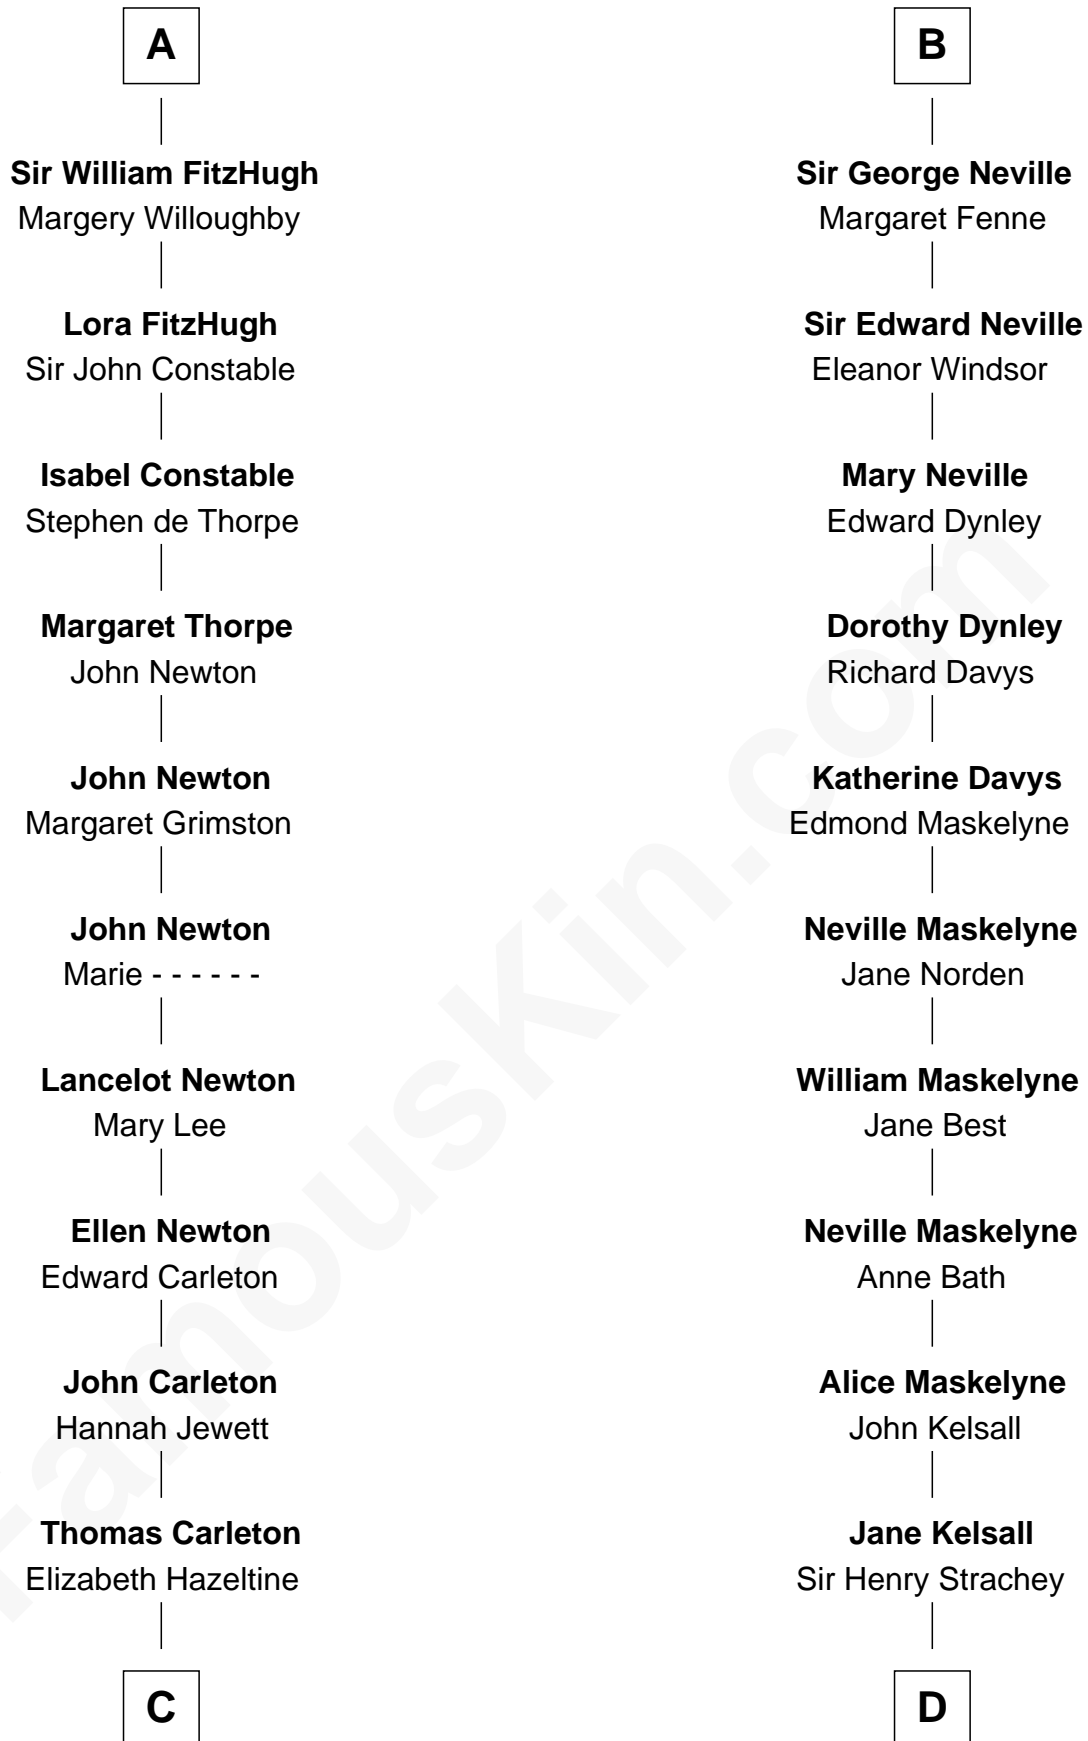 A
Sir William FitzHugh
Margery Willoughby
Lora FitzHugh
Sir John Constable
Isabel Constable
Stephen de Thorpe
Margaret Thorpe
John Newton
John Newton
Margaret Grimston
John Newton
Marie - - - - - -
Lancelot Newton
Mary Lee
Ellen Newton
Edward Carleton
John Carleton
Hannah Jewett
Thomas Carleton
Elizabeth Hazeltine
C
B
Sir George Neville
Margaret Fenne
Sir Edward Neville
Eleanor Windsor
Mary Neville
Edward Dynley
Dorothy Dynley
Richard Davys
Katherine Davys
Edmond Maskelyne
Neville Maskelyne
Jane Norden
William Maskelyne
Jane Best
Neville Maskelyne
Anne Bath
Alice Maskelyne
John Kelsall
Jane Kelsall
Sir Henry Strachey
D
FamousKin.com